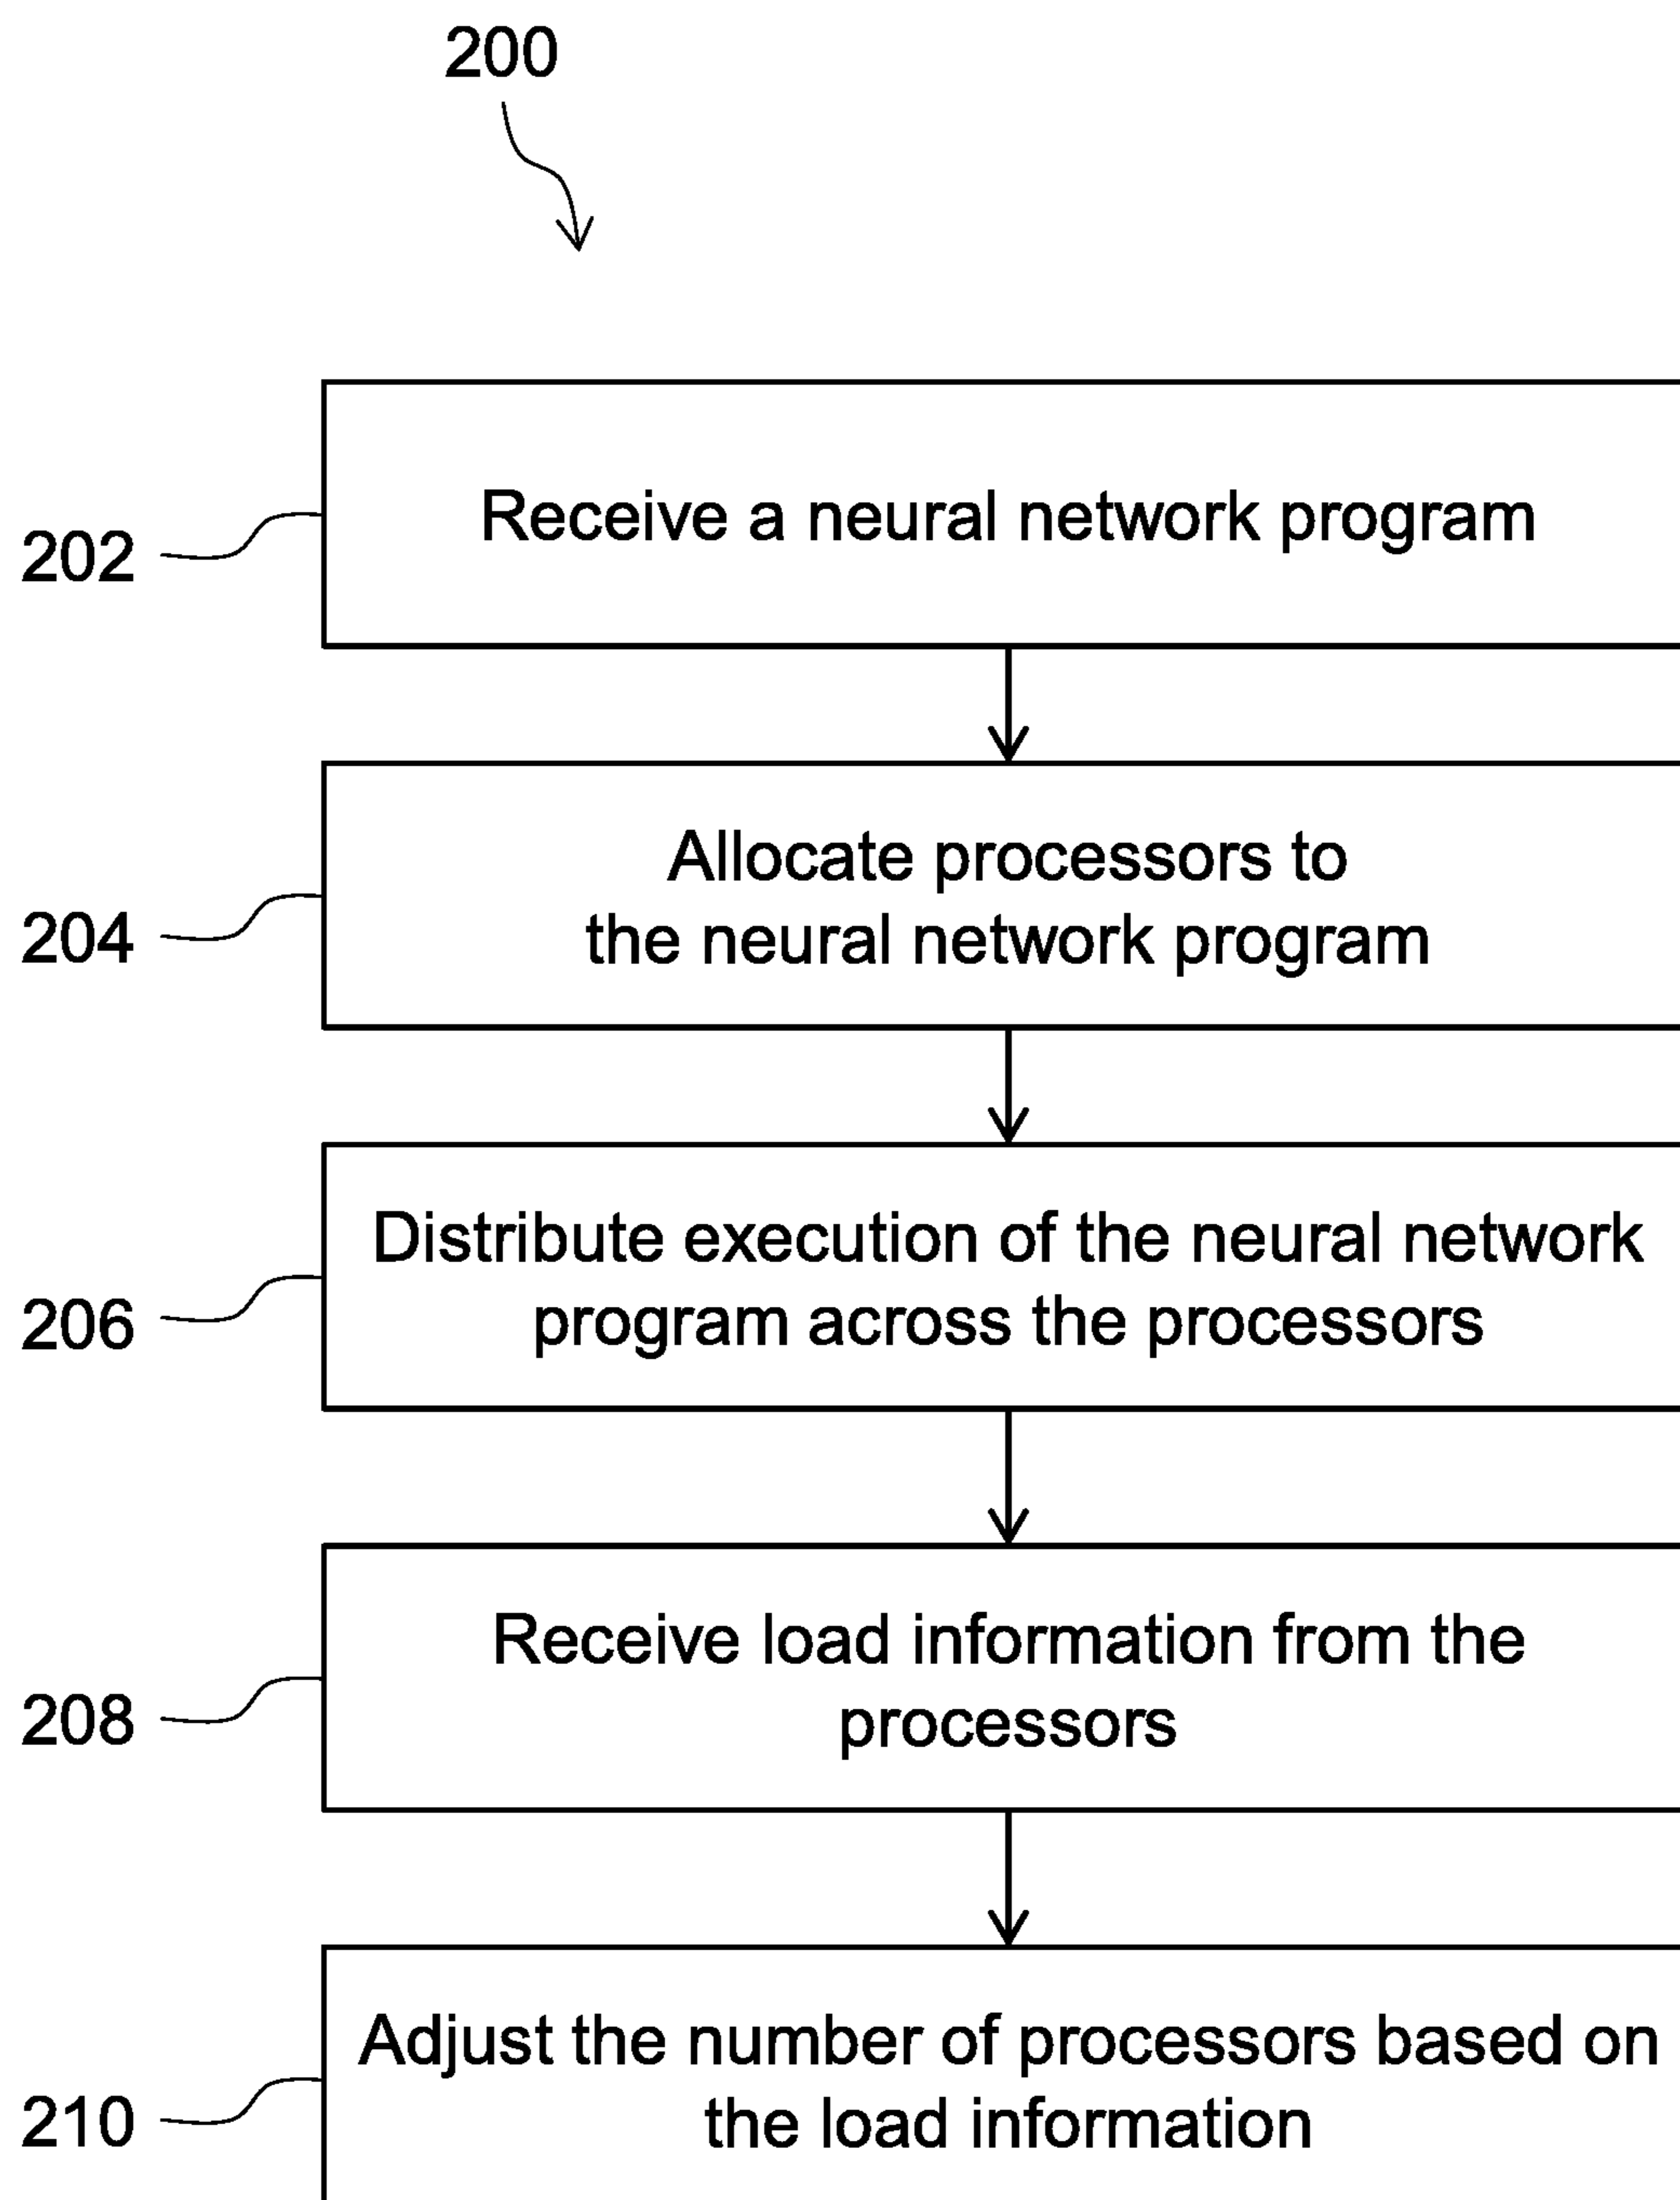 200
202
Receive a neural network program
204
Allocate processors to
the neural network program
206
Distribute execution of the neural network
program across the processors
208
Receive load information from the
processors
210
Adjust the number of processors based on
the load information